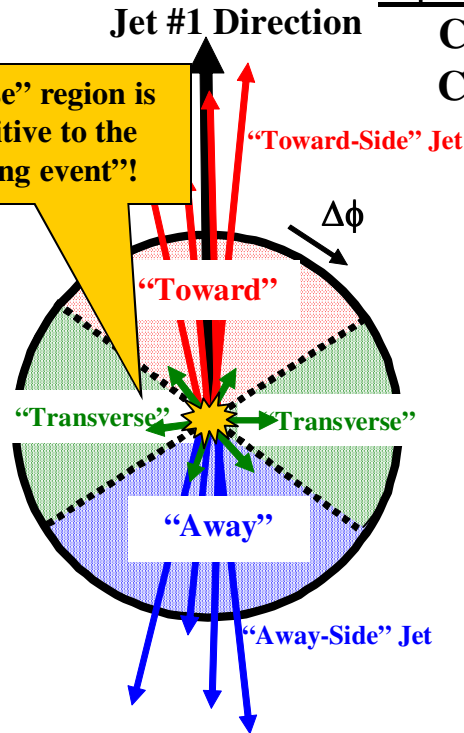 Jet #1 Direction
C
C
e” region is
itive to the
ng event”!
“Toward-Side” Jet
Δϕ
“Toward”
“Transverse”
“Transverse”
“Away”
“Away-Side” Jet